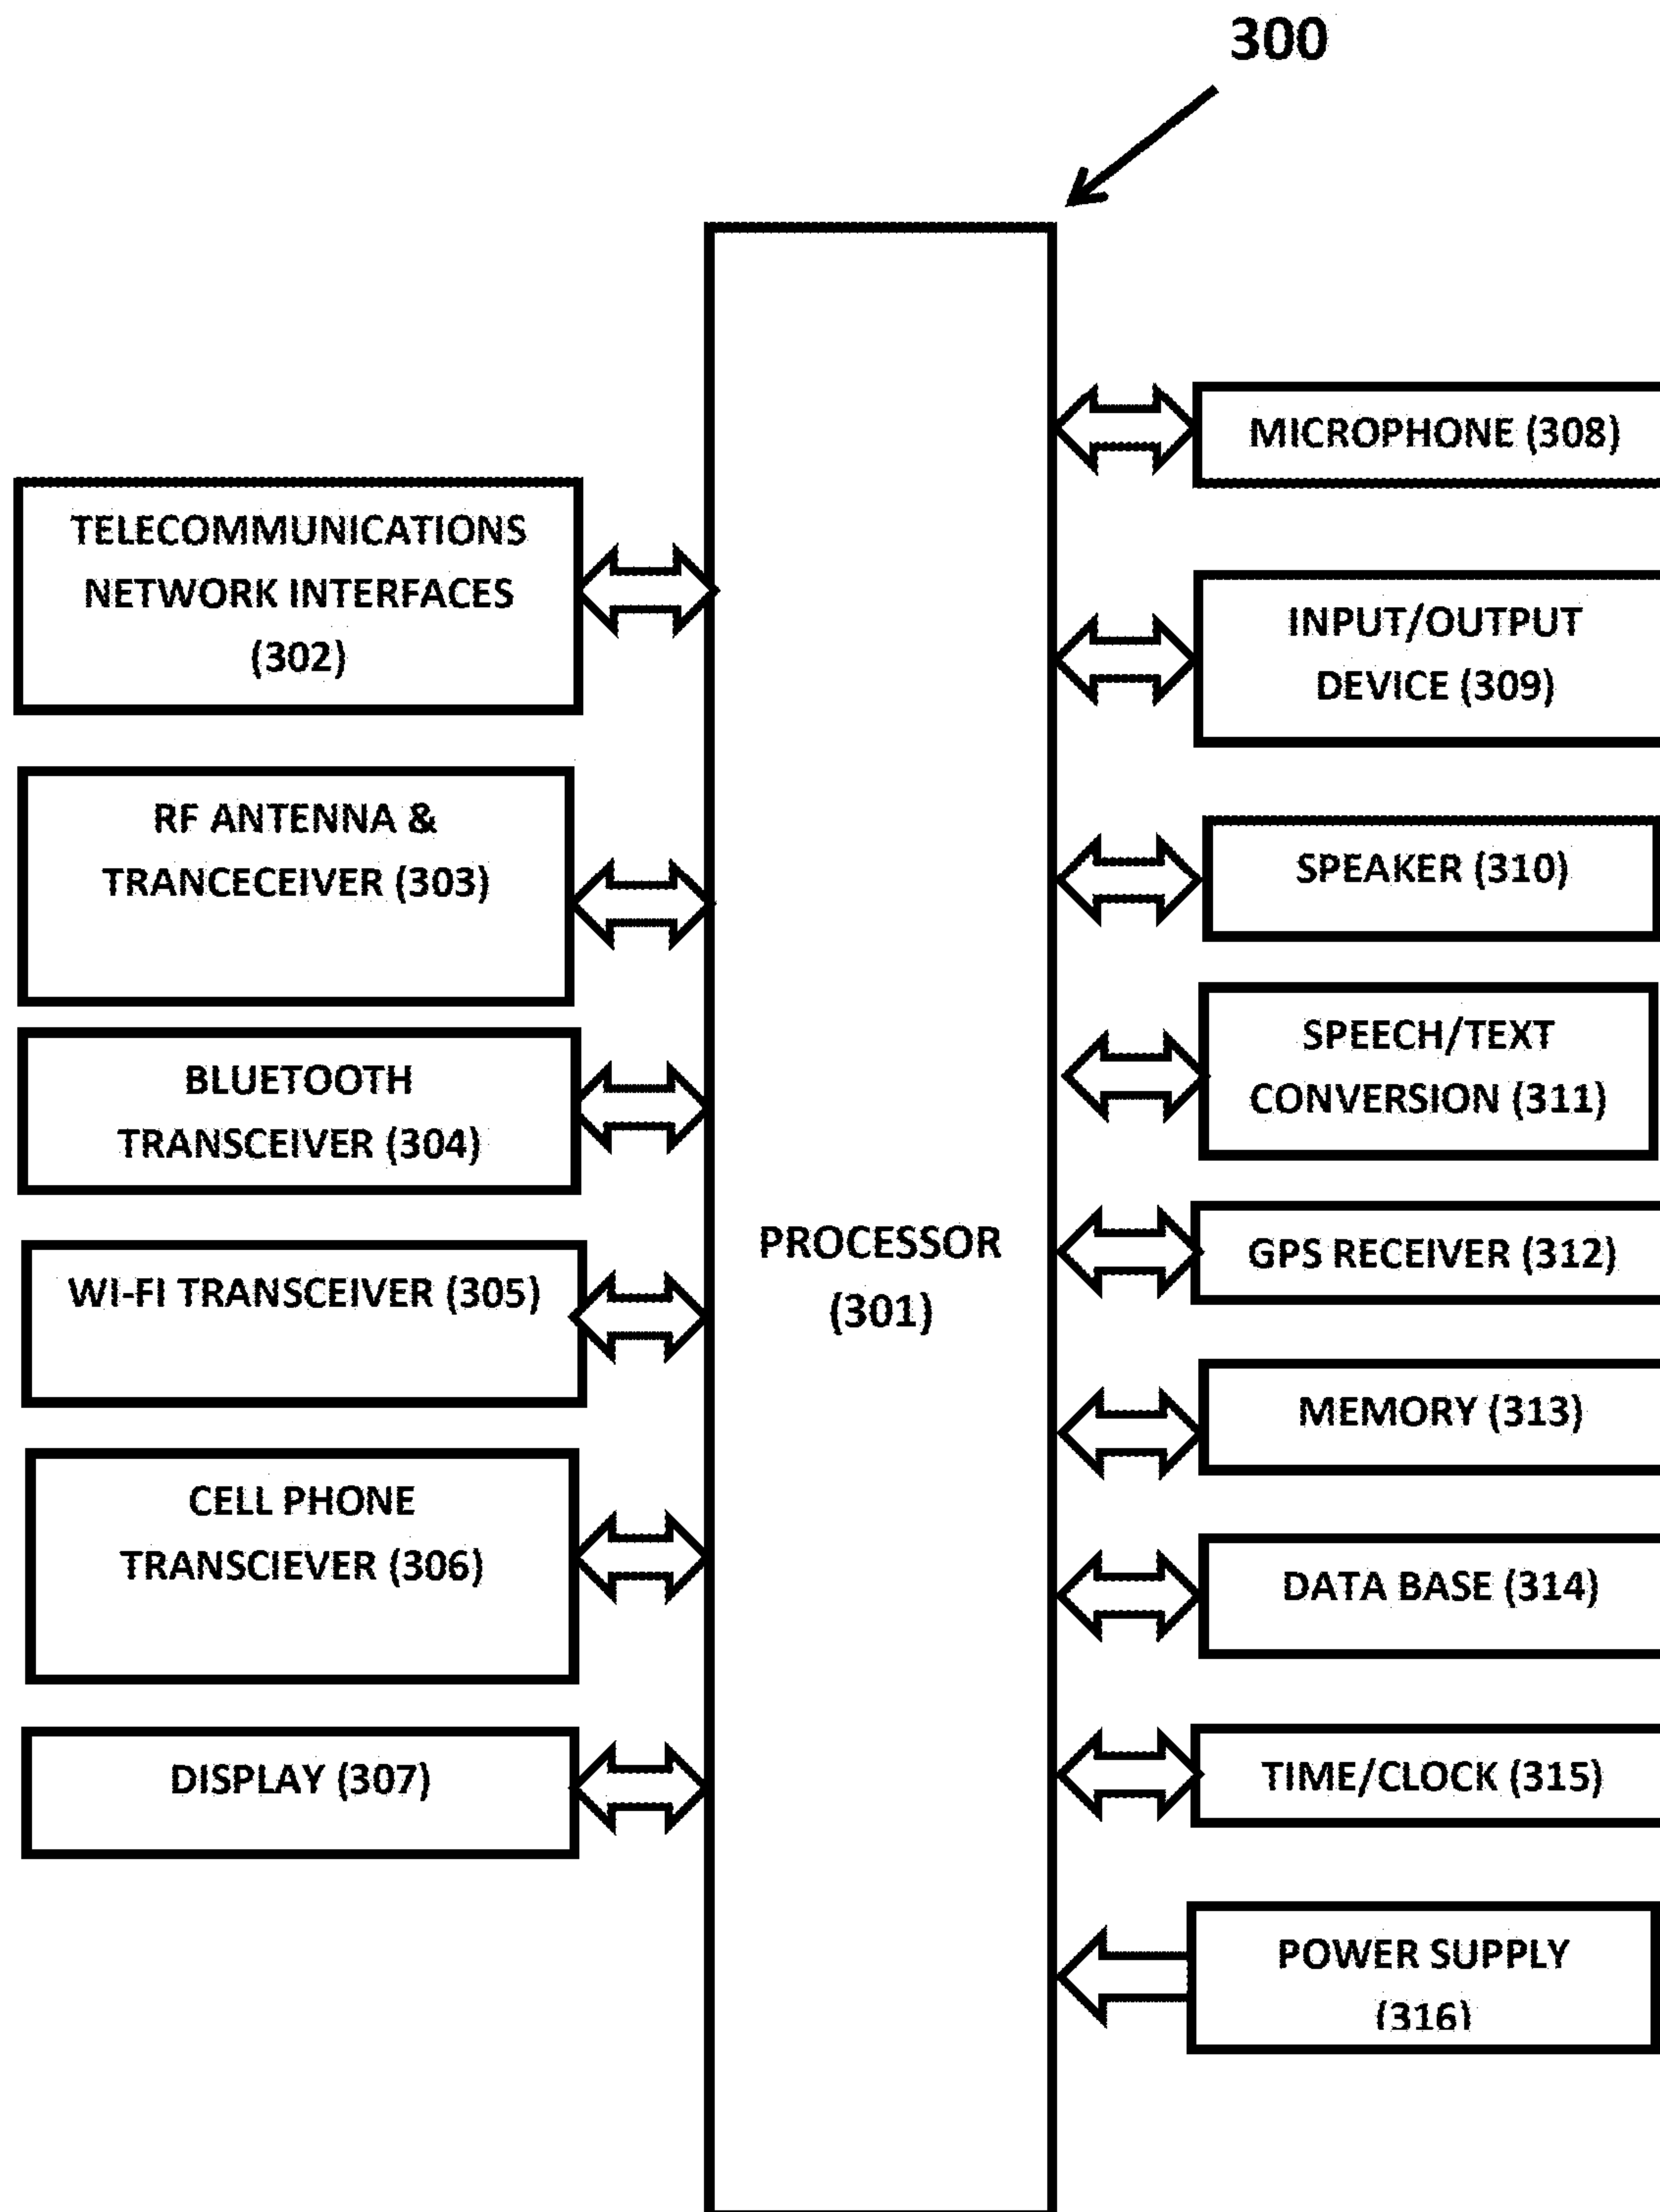 300
TELECOMMUNICATIONS
NETWORK INTERFACES
(302)
RF ANTENNA &
TRANCECEIVER (303)
BLUETOOTH
TRANSCEIVER (304)
WI-FI TRANSCEIVER (305)
CELL PHONE
TRANSCIEVER (306)
DISPLAY (307)
PROCESSOR
(301)
MICROPHONE (308)
INPUT/OUTPUT
DEVICE (309)
SPEAKER (310)
SPEECH/TEXT
CONVERSION (311)
GPS RECEIVER (312)
MEMORY (313)
DATA BASE (314)
TIME/CLOCK (315)
POWER SUPPLY
(316)